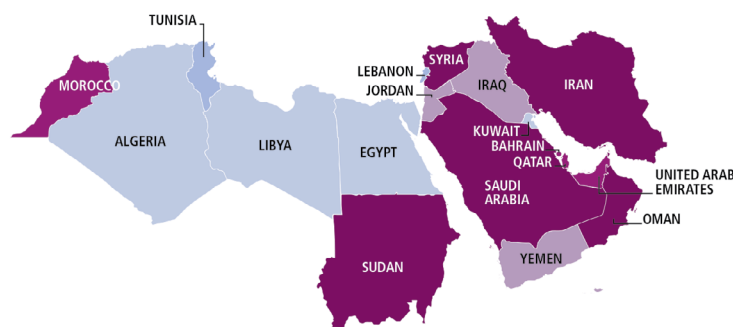 TUNISIA
MOROCCO
ALGERIA
LIBYA
EGYPT
SUDAN
LEBANON
JORDAN
SYRIA
IRAQ
IRAN
KUWAIT
BAHRAIN
QATAR
SAUDI
ARABIA
UNITED ARAB
EMIRATES
OMAN
YEMEN